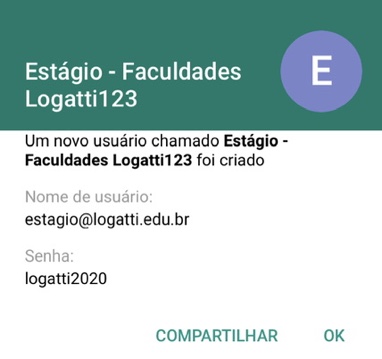 Estágio - Faculdades
Logatti123
E
Um novo usuário chamado Estágio -
Faculdades Logatti123 foi criado
Nome de usuário:
estagio@logatti.edu.br
Senha:
logatti2020
COMPARTILHAR OK